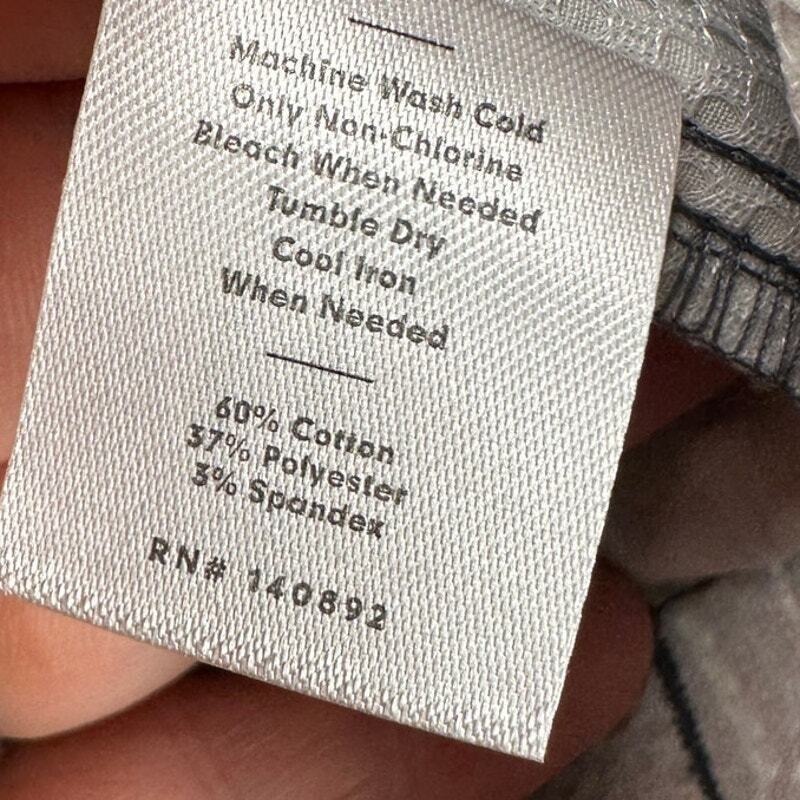 Machine Wash Cold
Only Non-Chlorine
Bleach When Needed
Tumble Dry
Cool Iron
When Needed
60% Cotton
37% Polyester
3% Spandex
RN# 140892